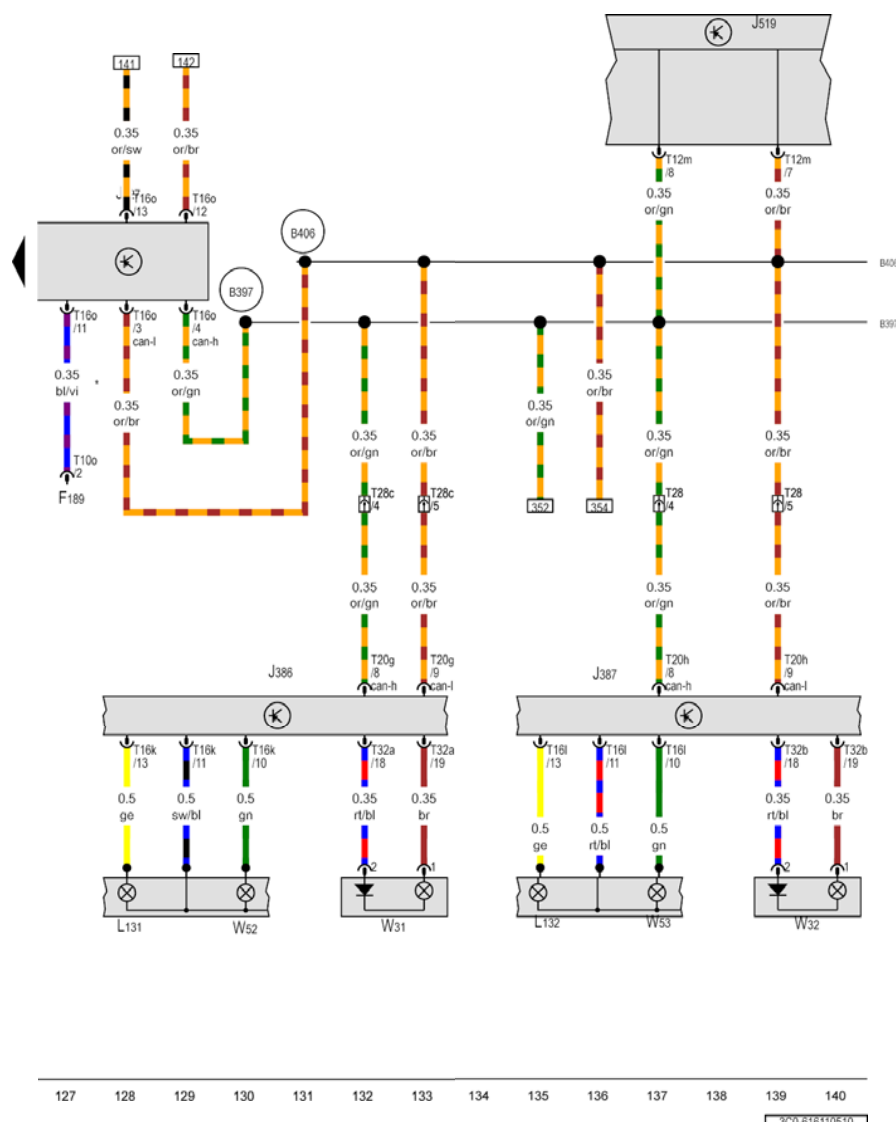 J519
141
142
0.35
or/sw
0.35
or/br
T16o
/13
T16o
/12
T12m
/8
T12m
/7
0.35
or/gn
0.35
or/br
B406
B406
B397
B397
T16o
/11
T16o
/3
can-l
T16o
/4
can-h
0.35
bl/vi
*
0.35
or/br
0.35
or/gn
0.35
or/gn
0.35
or/br
0.35
or/gn
0.35
or/br
0.35
or/gn
0.35
or/br
T10o
/2
F189
T28c
/4
T28c
/5
352
354
T28
/4
T28
/5
0.35
or/gn
0.35
or/br
0.35
or/gn
0.35
or/br
J386
T20g
/8
can-h
T20g
/9
can-l
J387
T20h
/8
can-h
T20h
/9
can-l
T16k
/13
T16k
/11
T16k
/10
T32a
/18
T32a
/19
T16l
/13
T16l
/11
T16l
/10
T32b
/18
T32b
/19
0.5
ge
0.5
sw/bl
0.5
gn
0.35
rt/bl
0.35
br
0.5
ge
0.5
rt/bl
0.5
gn
0.35
rt/bl
0.35
br
2
1
2
1
L131
W52
W31
L132
W53
W32
127 128 129 130 131 132 133 134 135 136 137 138 139 140
3C0-616110510